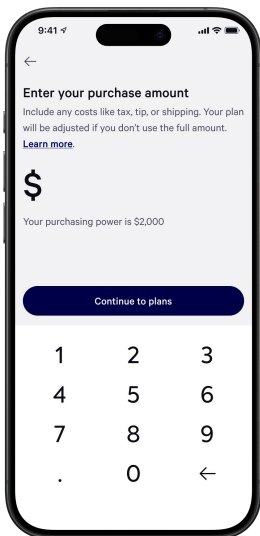 9:41
Enter your purchase amount
Include any costs like tax, tip, or shipping. Your plan
will be adjusted if you don't use the full amount.
Learn more.
$
Your purchasing power is $2,000
Continue to plans
1 2 3
4 5 6
7 8 9
. 0